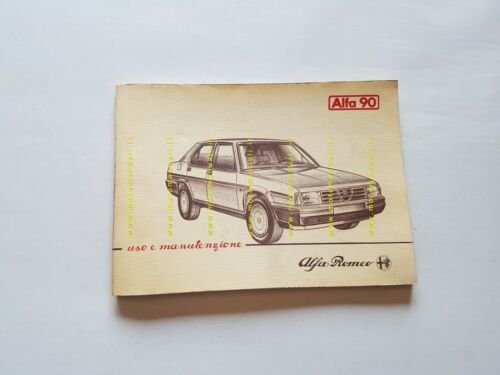 Alfa 90
uso e manutenzione
Alfa Romeo